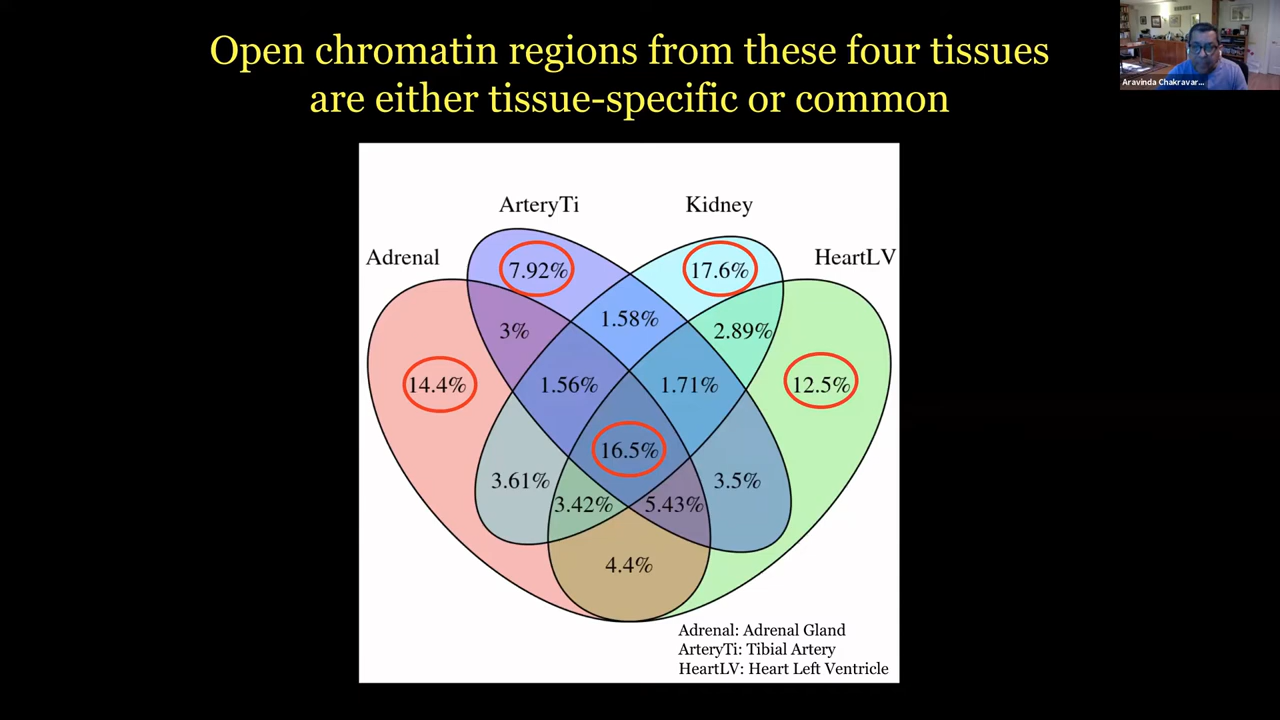 Open chromatin regions from these four tissues
are either tissue-specific or common
Aravinda Chakravar...
ArteryTi
Kidney
Adrenal
HeartLV
7.92%
17.6%
3%
1.58%
2.89%
14.4%
1.56%
1.71%
12.5%
16.5%
3.61%
3.5%
3.42%
5.43%
4.4%
Adrenal: Adrenal Gland
ArteryTi: Tibial Artery
HeartLV: Heart Left Ventricle